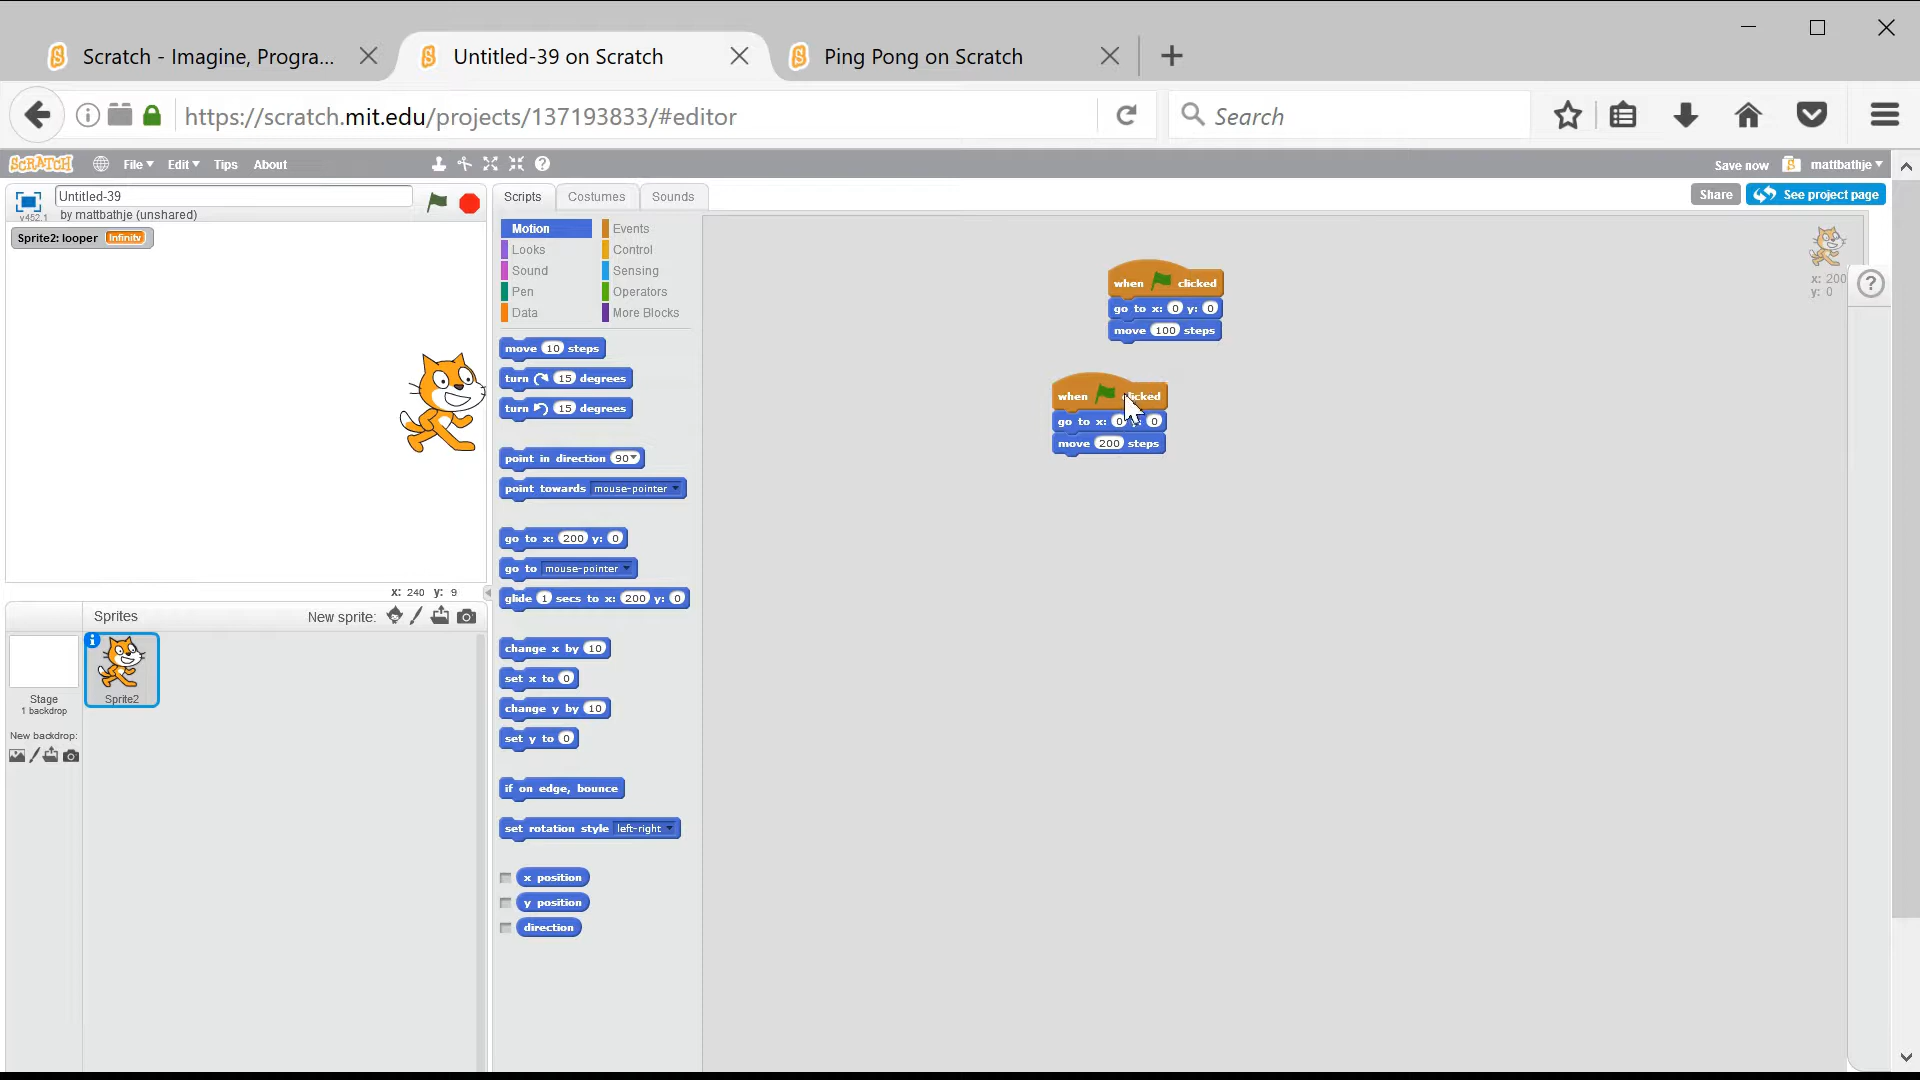 Scratch - Imagine, Progra...
Untitled-39 on Scratch
Ping Pong on Scratch
https://scratch.mit.edu/projects/137193833/#editor
Search
SCRATCH
File
Edit
Tips
About
Save now
mattbathje
v452.1
Untitled-39
by mattbathje (unshared)
Scripts
Costumes
Sounds
Share
See project page
Sprite2: looper Infinity
Motion
Looks
Sound
Pen
Data
Events
Control
Sensing
Operators
More Blocks
move 10 steps
turn 15 degrees
turn 15 degrees
point in direction 90
point towards mouse-pointer
go to x: 200 y: 0
go to mouse-pointer
glide 1 secs to x: 200 y: 0
change x by 10
set x to 0
change y by 10
set y to 0
if on edge, bounce
set rotation style left-right
x position
y position
direction
when clicked
go to x: 0 y: 0
move 100 steps
when clicked
go to x: 0 y: 0
move 200 steps
x: 200
y: 0
?
x: 240 y: 9
Sprites
New sprite:
Sprite2
Stage
1 backdrop
New backdrop: